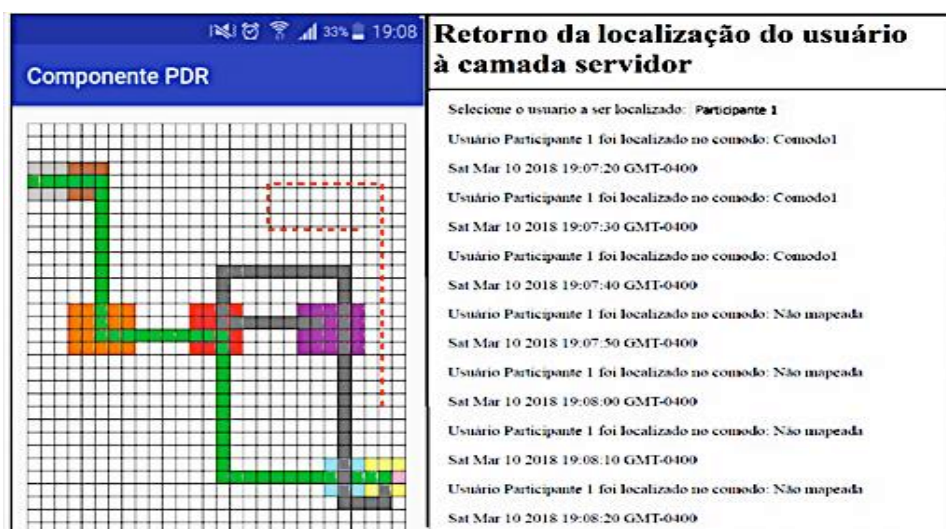 33% 19:08
Componente PDR
Retorno da localização do usuário
à camada servidor
Selecione o usuario a ser localizado: Participante 1
Usuário Participante 1 foi localizado no comodo: Comodo1
Sat Mar 10 2018 19:07:20 GMT-0400
Usuário Participante 1 foi localizado no comodo: Comodo1
Sat Mar 10 2018 19:07:30 GMT-0400
Usuário Participante 1 foi localizado no comodo: Comodo1
Sat Mar 10 2018 19:07:40 GMT-0400
Usuário Participante 1 foi localizado no comodo: Não mapeada
Sat Mar 10 2018 19:07:50 GMT-0400
Usuário Participante 1 foi localizado no comodo: Não mapeada
Sat Mar 10 2018 19:08:00 GMT-0400
Usuário Participante 1 foi localizado no comodo: Não mapeada
Sat Mar 10 2018 19:08:10 GMT-0400
Usuário Participante 1 foi localizado no comodo: Não mapeada
Sat Mar 10 2018 19:08:20 GMT-0400